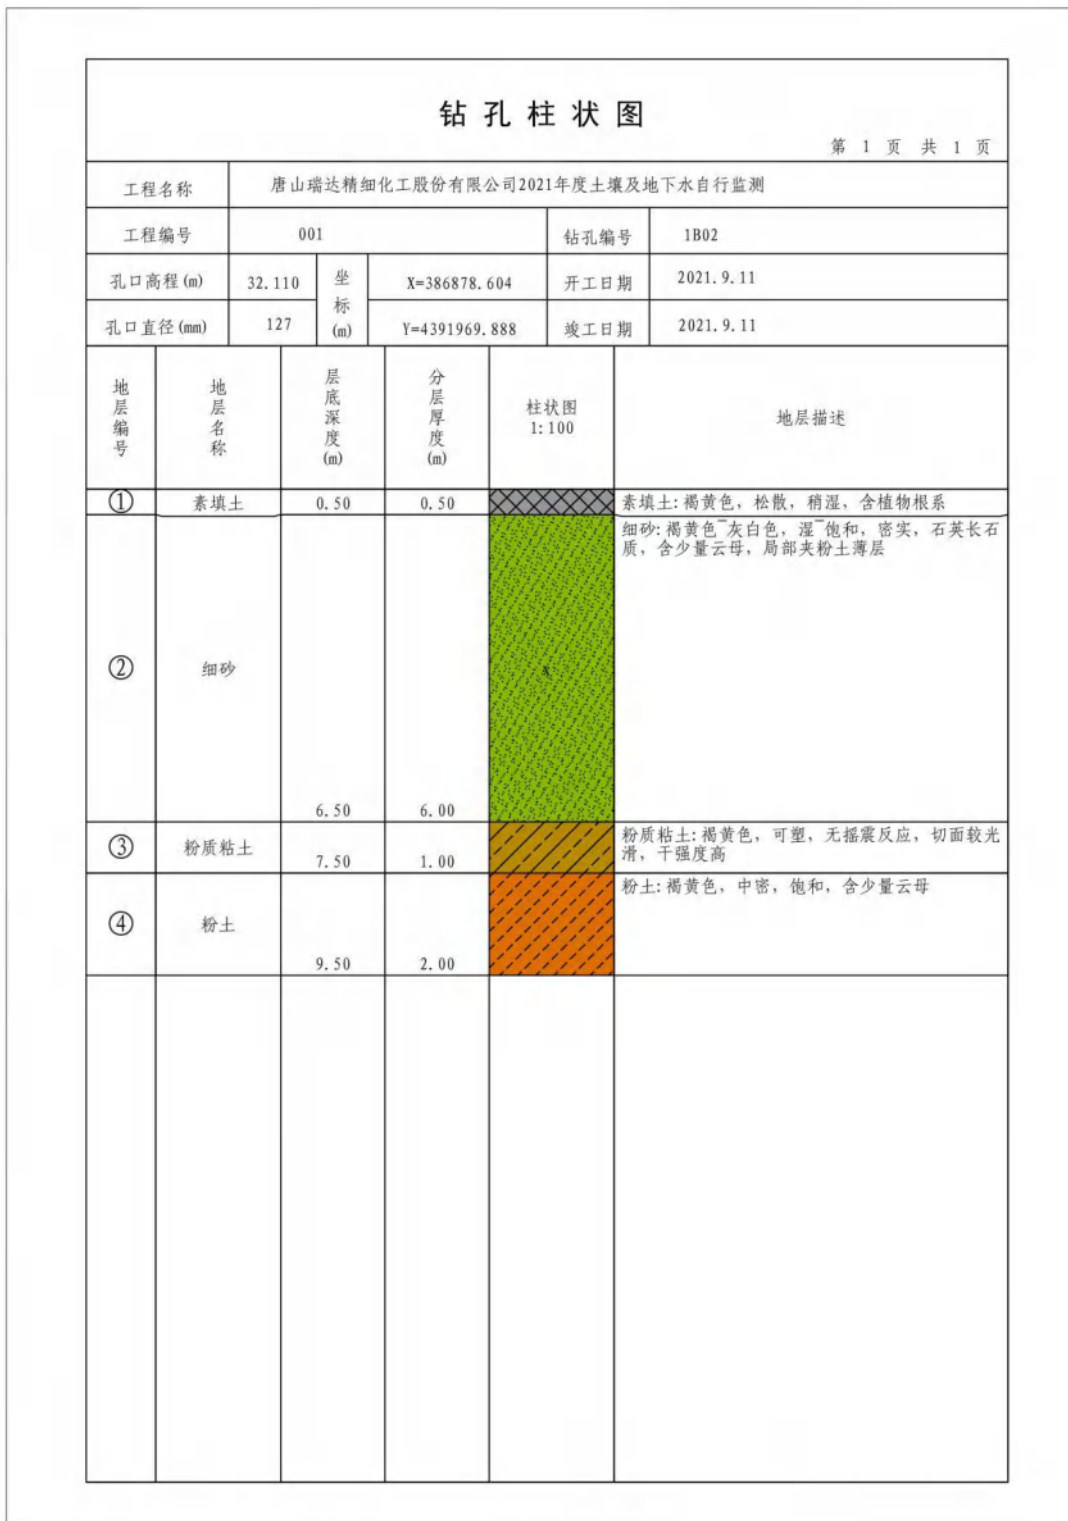 钻孔柱状图
第 1 页 共 1 页
工程名称 唐山瑞达精细化工股份有限公司2021年度土壤及地下水自行监测
工程编号 001 钻孔编号 1B02
孔口高程(m) 32.110 坐标(m) X=386878.604 开工日期 2021.9.11
孔口直径(mm) 127 Y=4391969.888 竣工日期 2021.9.11
地层编号 地层名称 层底深度(m) 分层厚度(m) 柱状图 1:100 地层描述
① 素填土 0.50 0.50 素填土:褐黄色,松散,稍湿,含植物根系
② 细砂 6.50 6.00 细砂:褐黄色~灰白色,湿~饱和,密实,石英长石
质,含少量云母,局部夹粉土薄层
③ 粉质粘土 7.50 1.00 粉质粘土:褐黄色,可塑,无摇震反应,切面较光
滑,干强度高
④ 粉土 9.50 2.00 粉土:褐黄色,中密,饱和,含少量云母